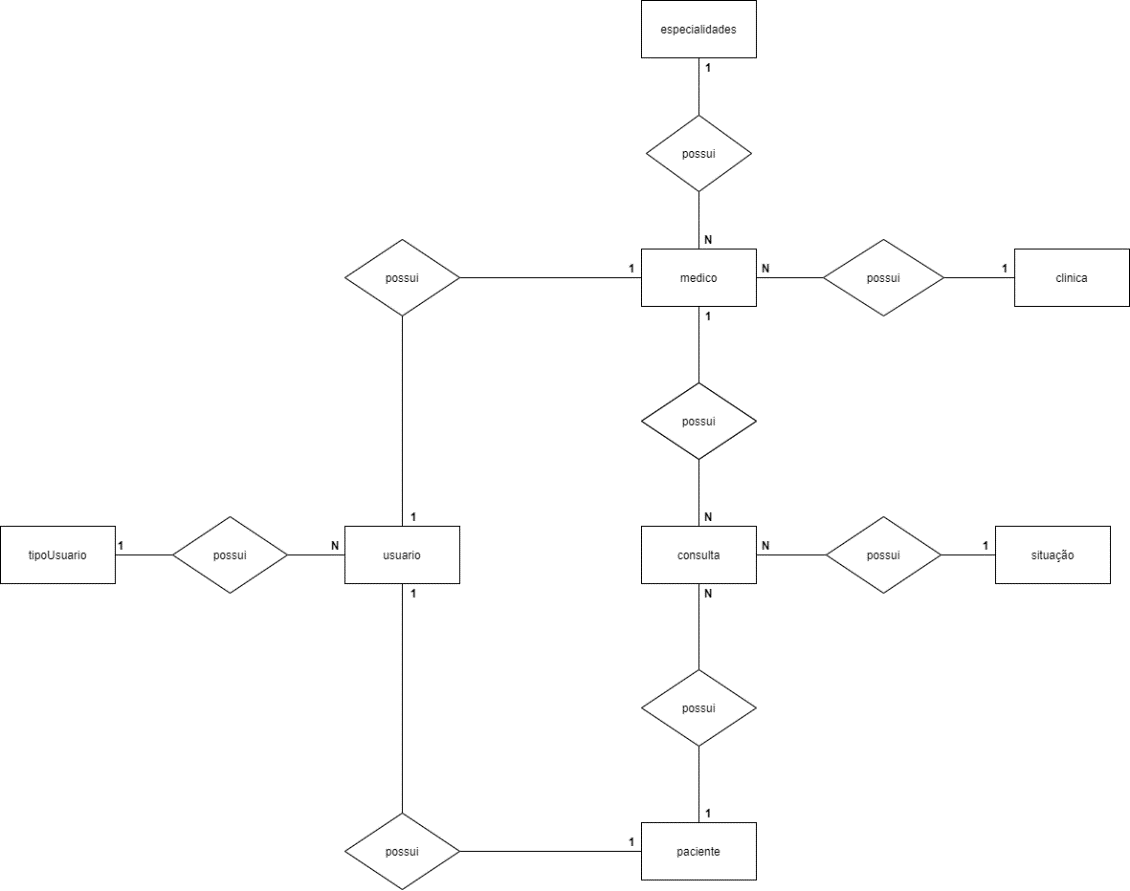 especialidades
1
possui
N
possui
1
medico
N
possui
1
clinica
1
possui
1
N
tipoUsuario
1
possui
N
usuario
consulta
N
possui
1
situação
1
N
possui
1
possui
1
paciente